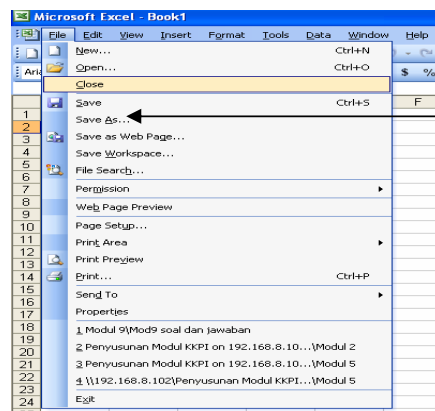 Microsoft Excel - Book1
File Edit View Insert Format Tools Data Window Help
New... Ctrl+N
Open... Ctrl+O
Close
Save Ctrl+S
Save As...
Save as Web Page...
Save Workspace...
File Search...
Permission
Web Page Preview
Page Setup...
Print Area
Print Preview
Print... Ctrl+P
Send To
Properties
1 Modul 9\Mod9 soal dan jawaban
2 Penyusunan Modul KKPI on 192.168.8.10...\Modul 2
3 Penyusunan Modul KKPI on 192.168.8.10...\Modul 5
4 \\192.168.8.102\Penyusunan Modul KKPI...\Modul 5
Exit
Aria
$ %
F
1
2
3
4
5
6
7
8
9
10
11
12
13
14
15
16
17
18
19
20
21
22
23
24